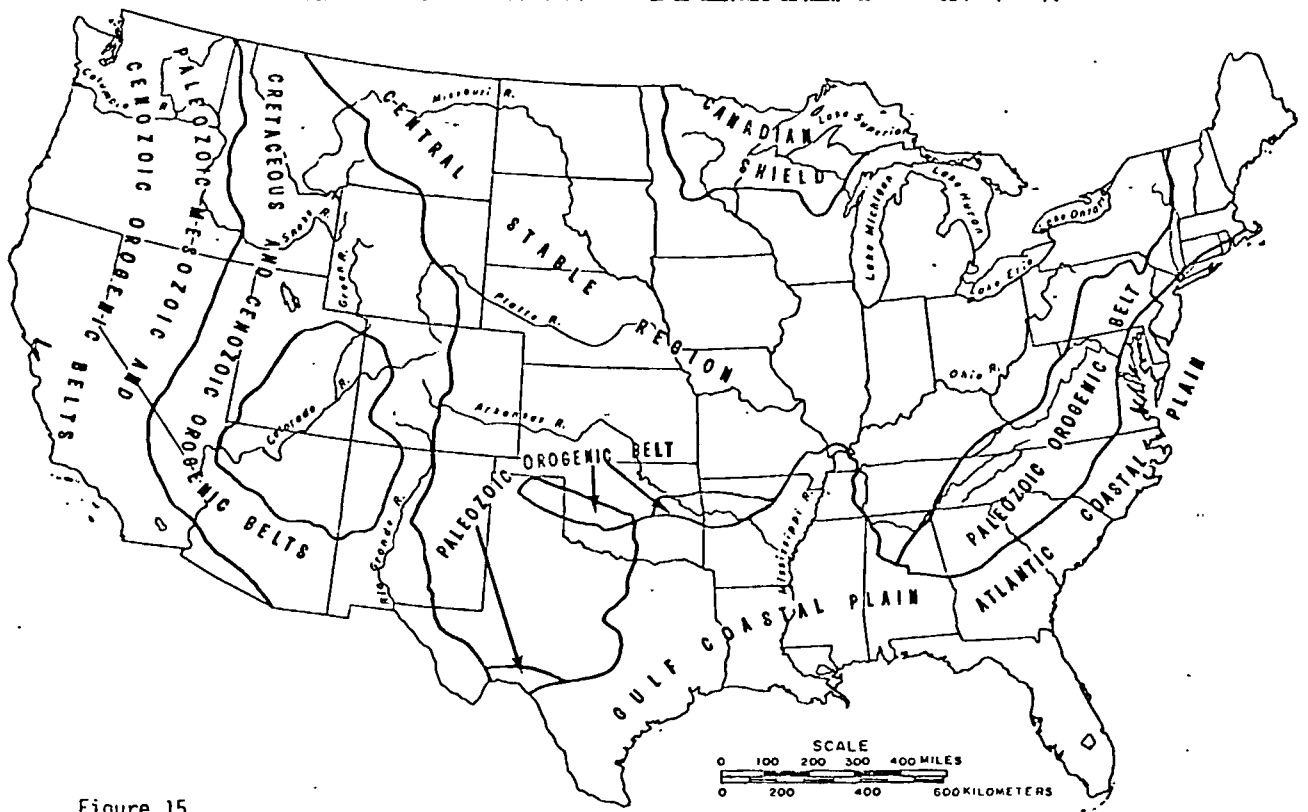 CENOZOIC OROGENIC BELTS
PALEOZOIC-M-E-SOZOIC AND
CENOZOIC OROGENIC BELTS
CRETACEOUS AND CENOZOIC OROGENIC BELTS
CENTRAL
STABLE
REGION
CANADIAN
SHIELD
PALEOZOIC OROGENIC BELT
PALEOZOIC OROGENIC BELT
ATLANTIC COASTAL PLAIN
GULF COASTAL PLAIN
Columbia R.
Snake R.
Missouri R.
Green R.
Platte R.
Colorado R.
Arkansas R.
Rio Grande R.
Mississippi R.
Ohio R.
Lake Superior
Lake Michigan
Lake Huron
Lake Erie
Lake Ontario
SCALE
0 100 200 300 400 MILES
0 200 400 600 KILOMETERS
Figure 15